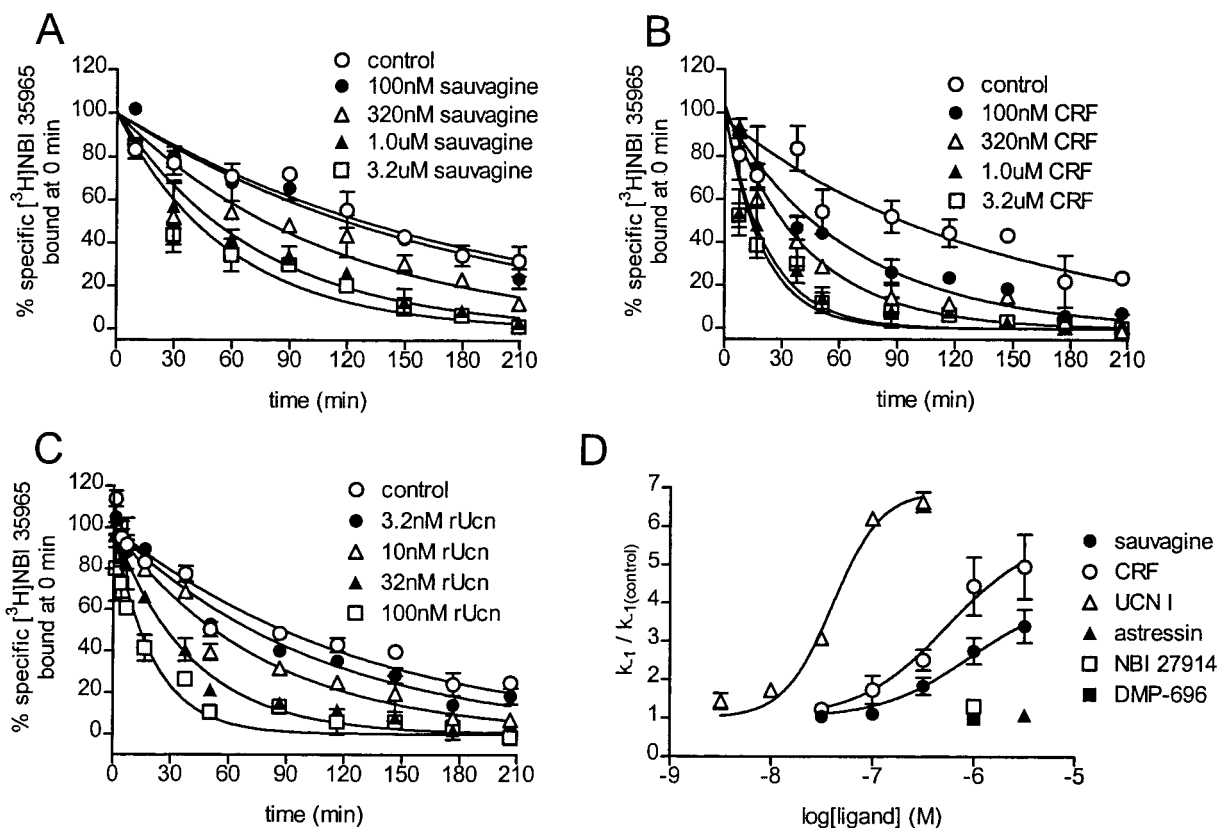 A
% specific [³H]NBI 35965
bound at 0 min
120
100
80
60
40
20
0
0 30 60 90 120 150 180 210
time (min)
control
100nM sauvagine
320nM sauvagine
1.0uM sauvagine
3.2uM sauvagine
B
% specific [³H]NBI 35965
bound at 0 min
120
100
80
60
40
20
0
0 30 60 90 120 150 180 210
time (min)
control
100nM CRF
320nM CRF
1.0uM CRF
3.2uM CRF
C
% specific [³H]NBI 35965
bound at 0 min
120
100
80
60
40
20
0
0 30 60 90 120 150 180 210
time (min)
control
3.2nM rUcn
10nM rUcn
32nM rUcn
100nM rUcn
D
k-1 / k-1(control)
7
6
5
4
3
2
1
0
-9 -8 -7 -6 -5
log[ligand] (M)
sauvagine
CRF
UCN I
astressin
NBI 27914
DMP-696